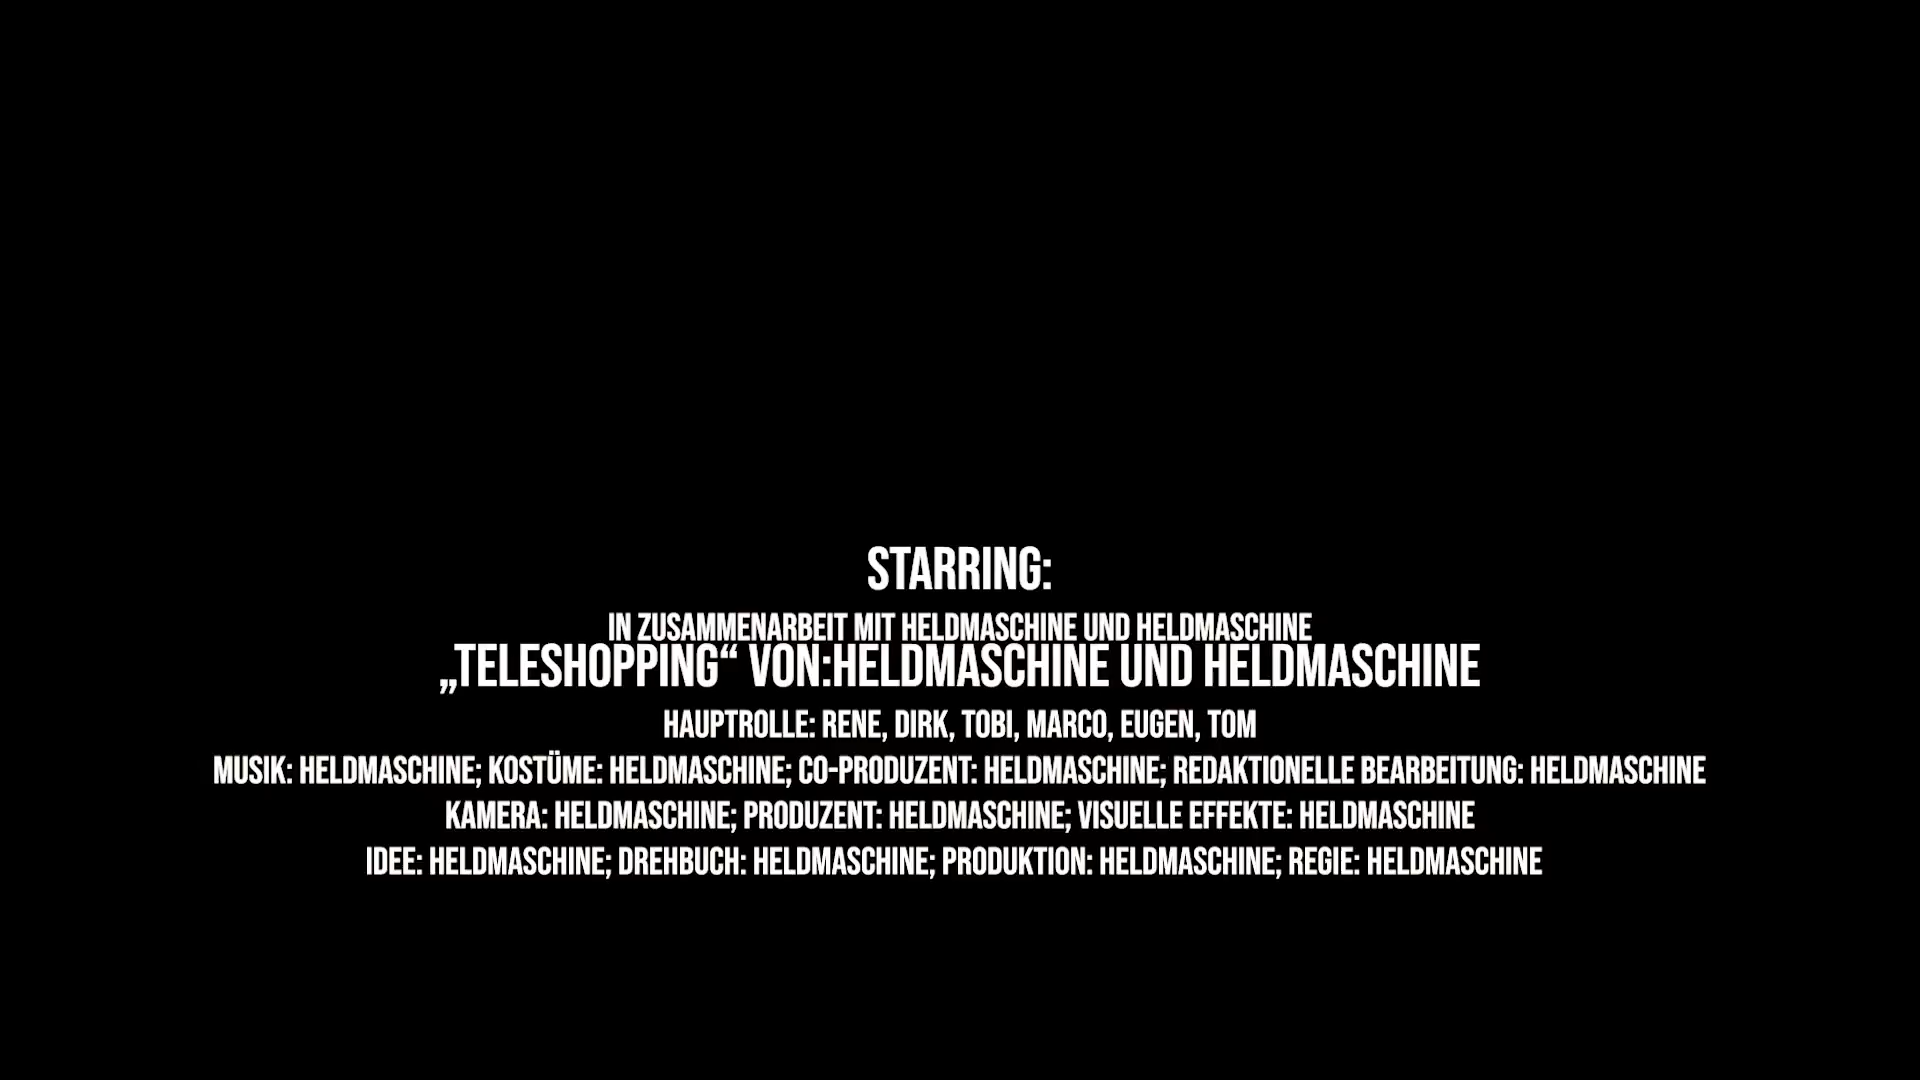 STARRING:
IN ZUSAMMENARBEIT MIT HELDMASCHINE UND HELDMASCHINE
„TELESHOPPING“ VON:HELDMASCHINE UND HELDMASCHINE
HAUPTROLLE: RENE, DIRK, TOBI, MARCO, EUGEN, TOM
MUSIK: HELDMASCHINE; KOSTÜME: HELDMASCHINE; CO-PRODUZENT: HELDMASCHINE; REDAKTIONELLE BEARBEITUNG: HELDMASCHINE
KAMERA: HELDMASCHINE; PRODUZENT: HELDMASCHINE; VISUELLE EFFEKTE: HELDMASCHINE
IDEE: HELDMASCHINE; DREHBUCH: HELDMASCHINE; PRODUKTION: HELDMASCHINE; REGIE: HELDMASCHINE